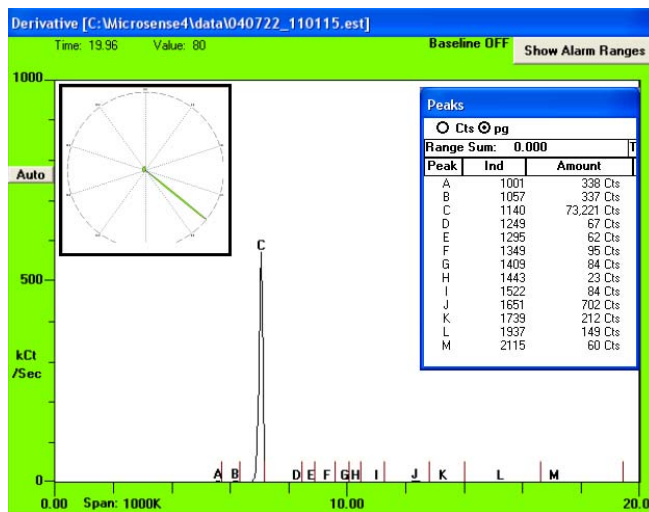 Derivative [C:\Microsense4\data\040722_110115.est]
Time: 19.96 Value: 80 Baseline OFF Show Alarm Ranges
1000
Auto
500
kCt
/Sec
0
C
A B D E F G H I J K L M
0.00 Span: 1000K 10.00 20.0
Peaks
Cts pg
Range Sum: 0.000 T
Peak Ind Amount
A 1001 338 Cts
B 1057 337 Cts
C 1140 73,221 Cts
D 1249 67 Cts
E 1295 62 Cts
F 1349 95 Cts
G 1409 84 Cts
H 1443 23 Cts
I 1522 84 Cts
J 1651 702 Cts
K 1739 212 Cts
L 1937 149 Cts
M 2115 60 Cts